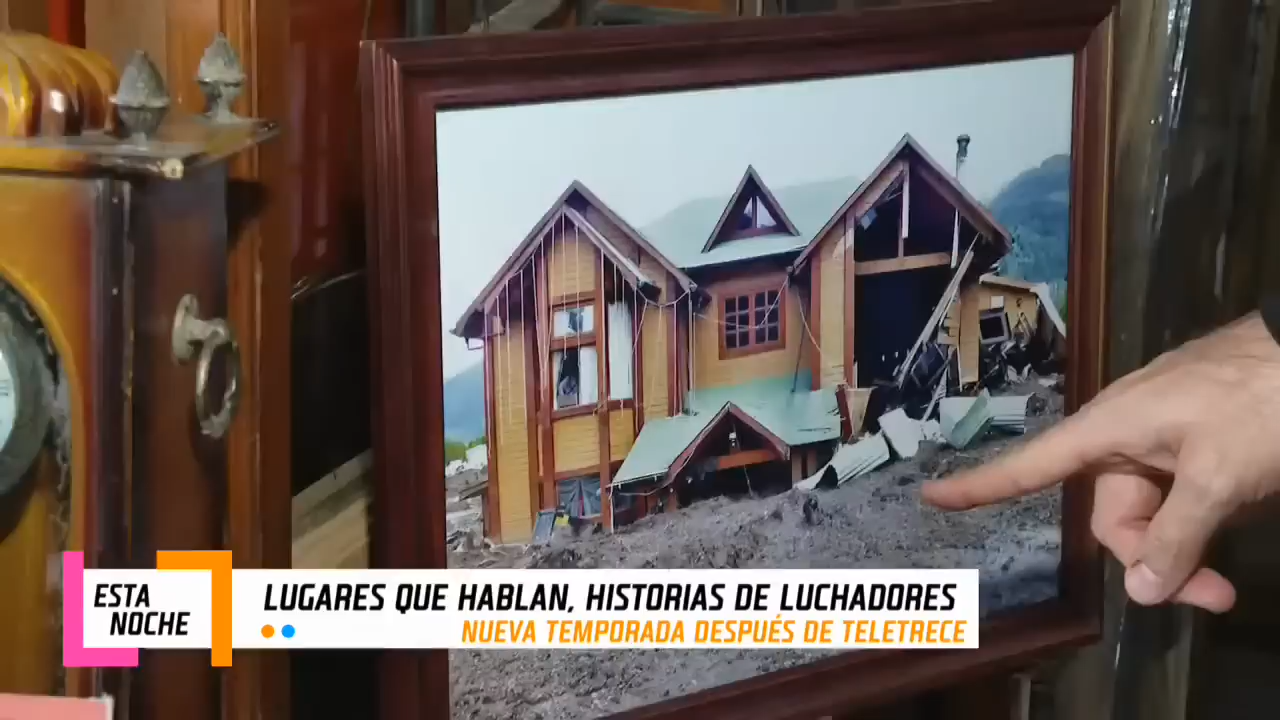 ESTA
NOCHE
LUGARES QUE HABLAN, HISTORIAS DE LUCHADORES
NUEVA TEMPORADA DESPUÉS DE TELETRECE